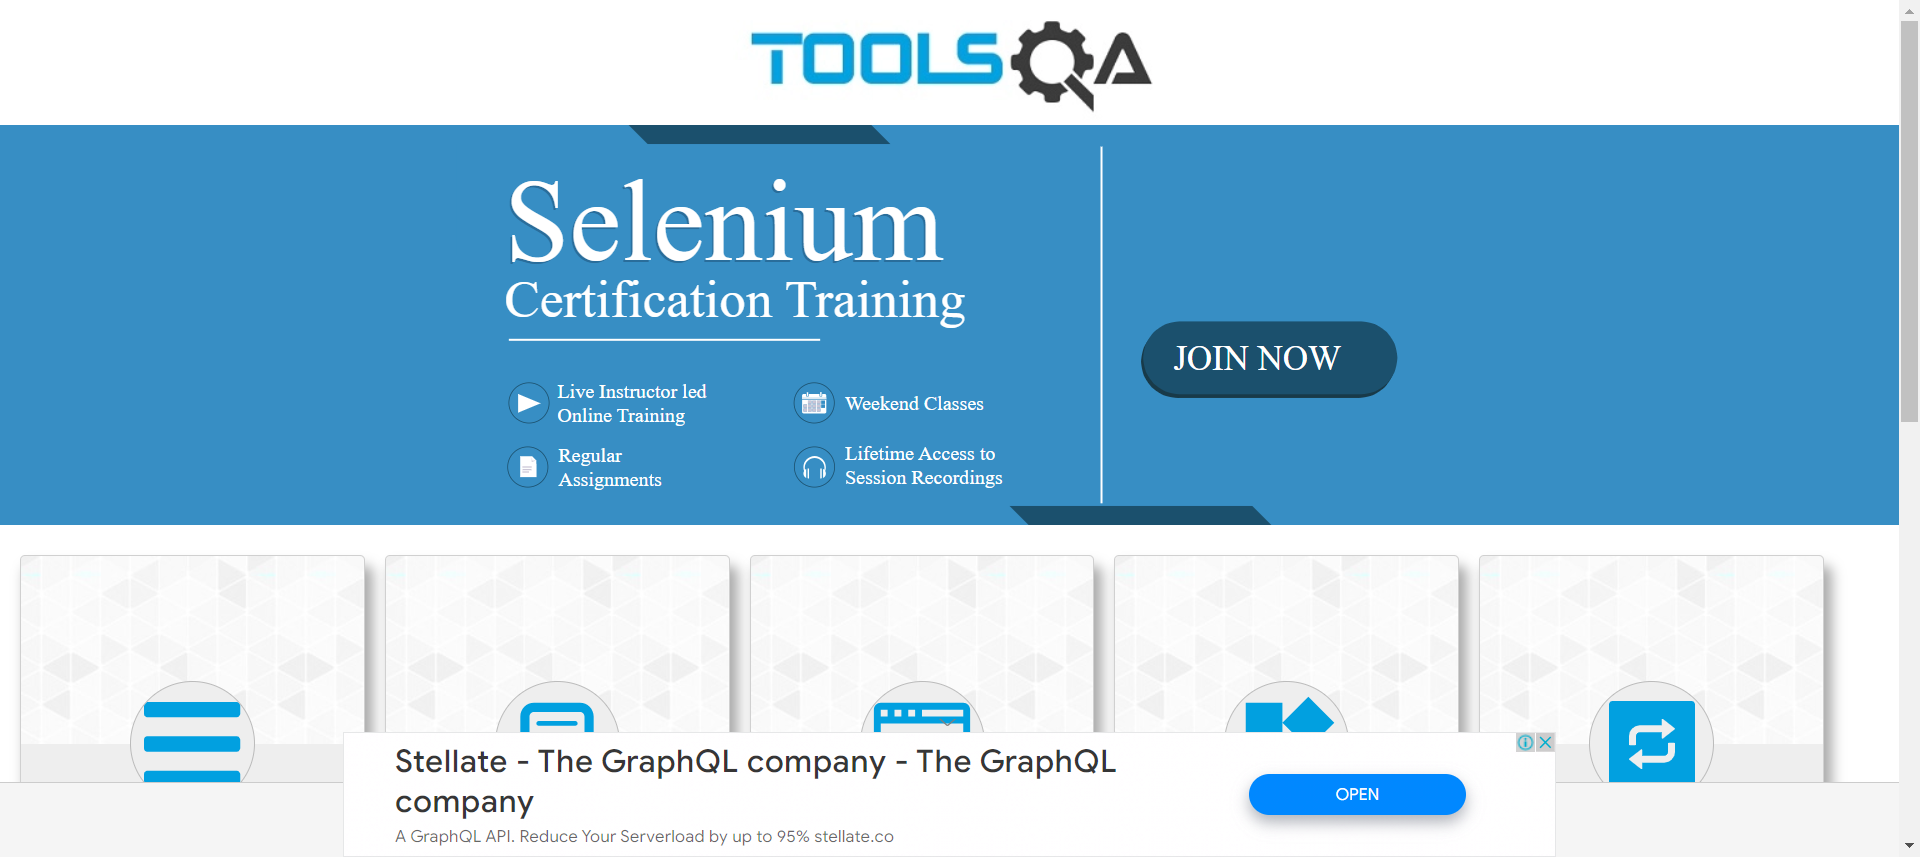 TOOLSQA
Selenium
Certification Training
JOIN NOW
Live Instructor led
Online Training
Weekend Classes
Regular
Assignments
Lifetime Access to
Session Recordings
Stellate - The GraphQL company - The GraphQL
company
A GraphQL API. Reduce Your Serverload by up to 95% stellate.co
OPEN